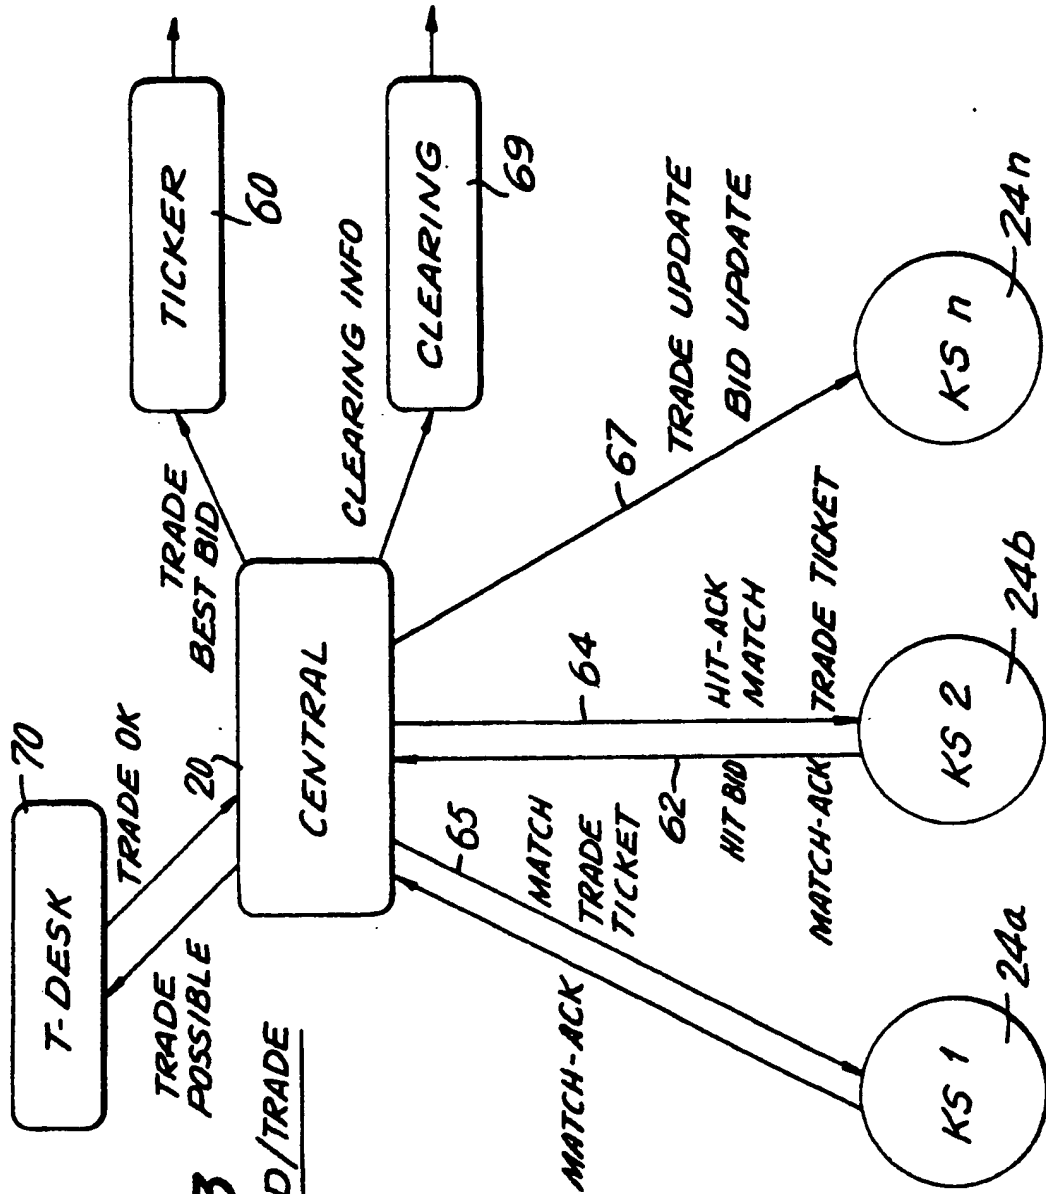 3
D/TRADE
T-DESK
70
TRADE
POSSIBLE
TRADE OK
20
CENTRAL
TRADE
BEST BID
TICKER
60
CLEARING INFO
CLEARING
69
MATCH-ACK
65
MATCH
TRADE
TICKET
62
HIT BID
MATCH-ACK
64
HIT-ACK
MATCH
TRADE TICKET
67
TRADE UPDATE
BID UPDATE
KS 1
24a
KS 2
24b
KS n
24n